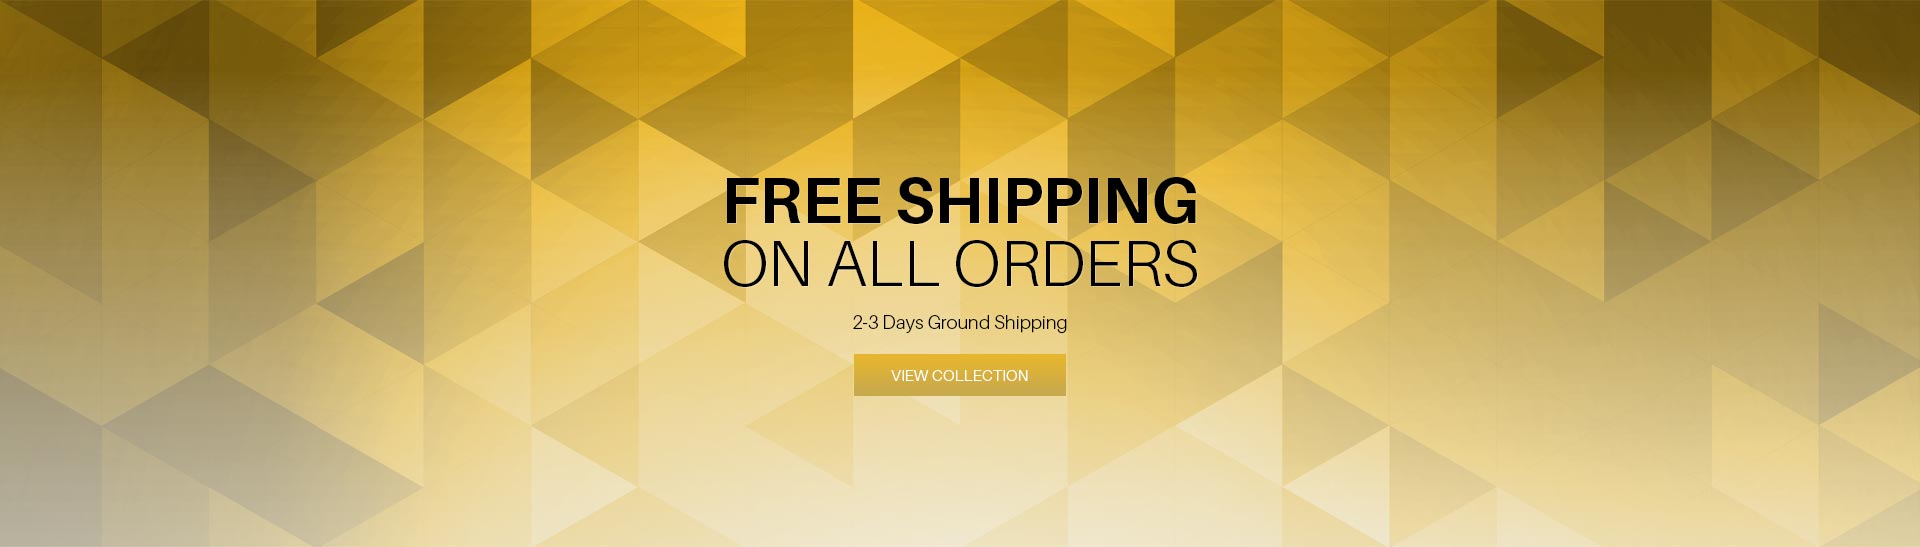 FREE SHIPPING
ON ALL ORDERS
2-3 Days Ground Shipping
VIEW COLLECTION